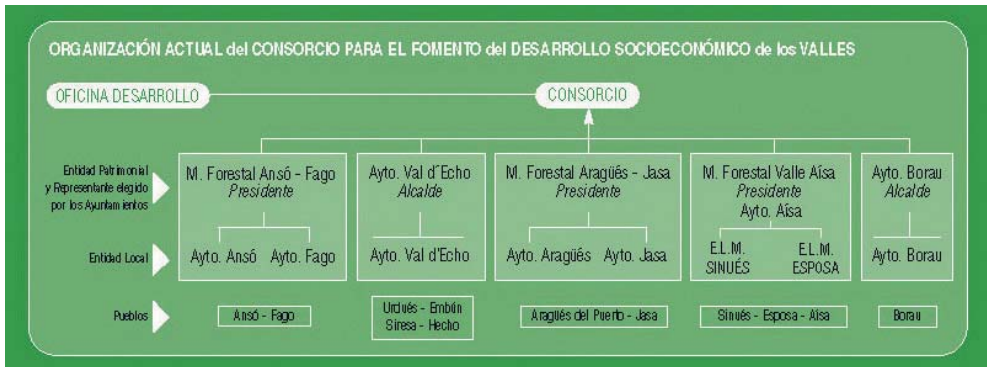 ORGANIZACIÓN ACTUAL del CONSORCIO PARA EL FOMENTO del DESARROLLO SOCIOECONÓMICO de los VALLES
OFICINA DESARROLLO
CONSORCIO
Entidad Patrimonial
y Representante elegido
por los Ayuntamientos
M. Forestal Ansó - Fago
Presidente
Ayto. Val d´Echo
Alcalde
M. Forestal Aragüés - Jasa
Presidente
M. Forestal Valle Aísa
Presidente
Ayto. Aísa
Ayto. Borau
Alcalde
Entidad Local
Ayto. Ansó
Ayto. Fago
Ayto. Val d'Echo
Ayto. Aragüés
Ayto. Jasa
E.L.M.
SINUÉS
E.L.M.
ESPOSA
Ayto. Borau
Pueblos
Ansó - Fago
Urdués - Embún
Siresa - Hecho
Aragüés del Puerto - Jasa
Sinués - Esposa - Aisa
Borau